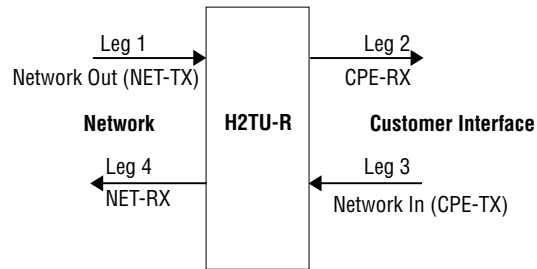 Leg 1
Network Out (NET-TX)
Leg 2
CPE-RX
Network
H2TU-R
Customer Interface
Leg 4
NET-RX
Leg 3
Network In (CPE-TX)